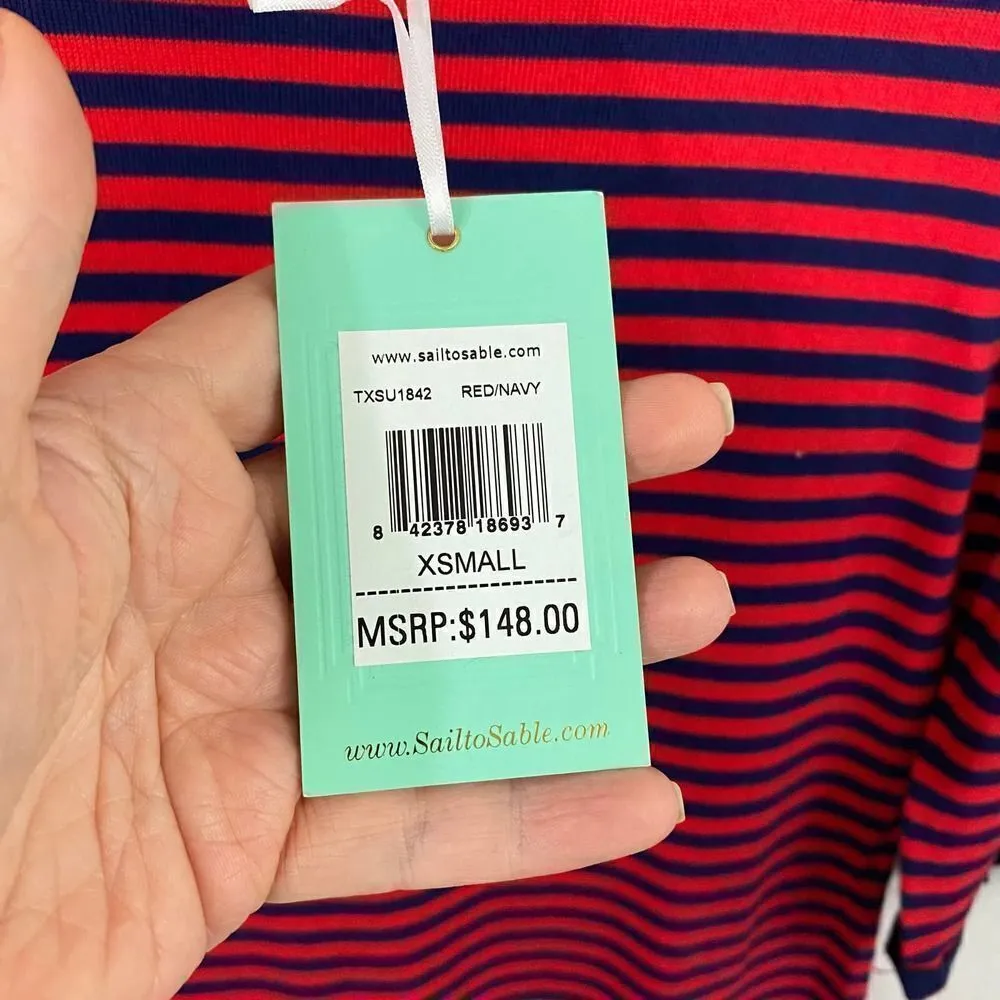 www.sailtosable.com
TXSU1842 RED/NAVY
8 42378 18693 7
XSMALL
MSRP:$148.00
www.SailtoSable.com